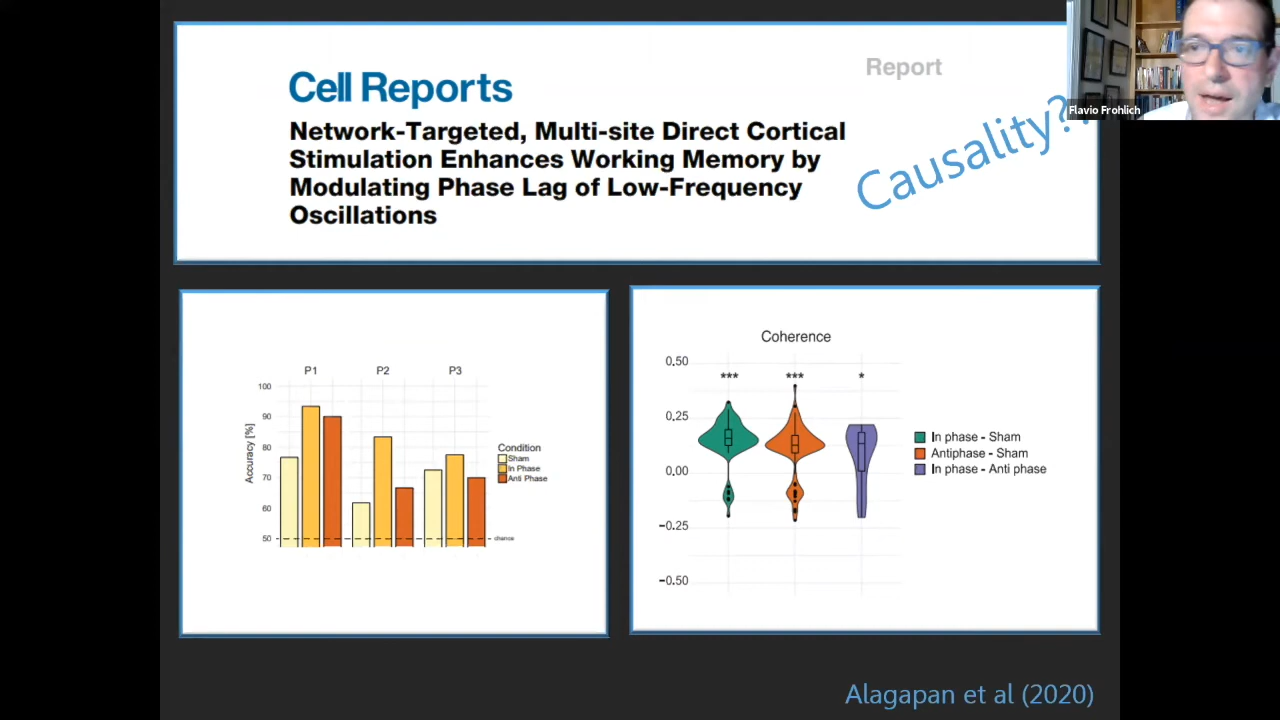 Cell Reports
Report
Network-Targeted, Multi-site Direct Cortical
Stimulation Enhances Working Memory by
Modulating Phase Lag of Low-Frequency
Oscillations
Causality??
Flavio Frohlich
P1
P2
P3
100
90
80
70
60
50
Accuracy [%]
Condition
Sham
In Phase
Anti Phase
chance
Coherence
0,50
0,25
0,00
−0,25
−0,50
***
***
*
In phase - Sham
Antiphase - Sham
In phase - Anti phase
Alagapan et al (2020)